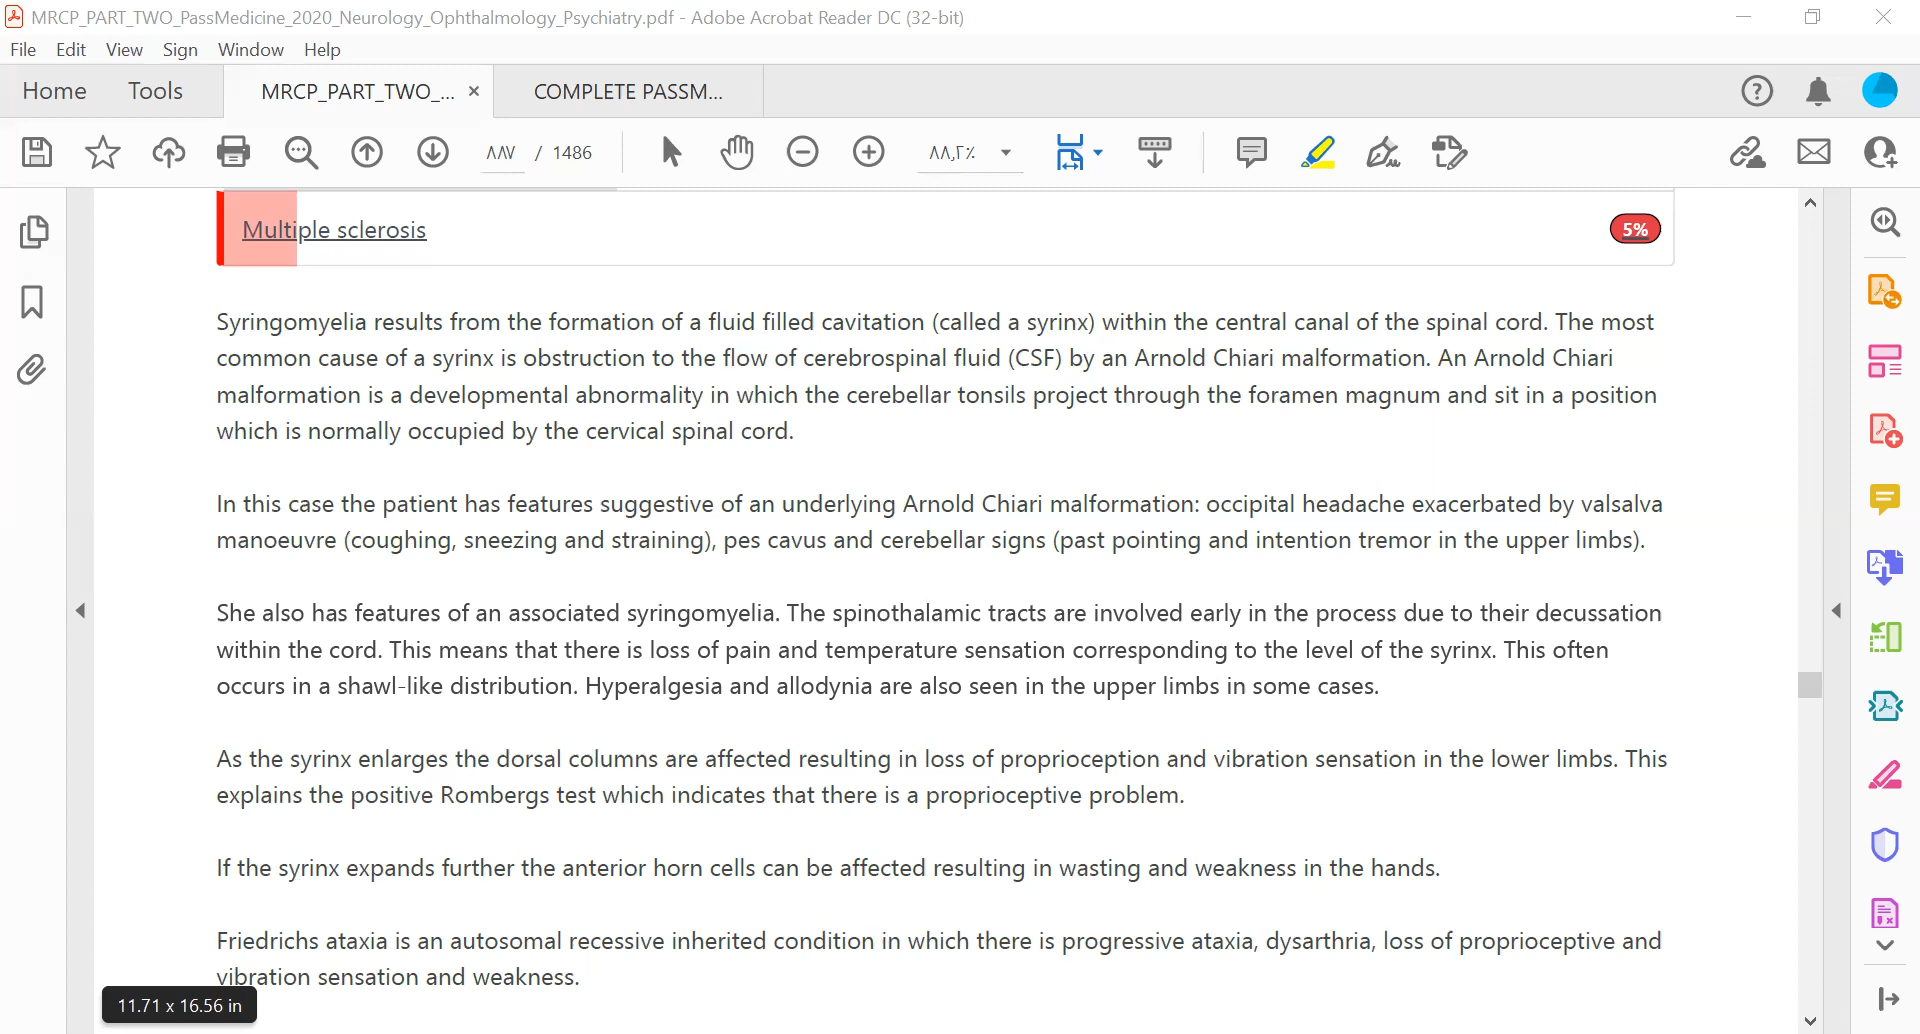 MRCP_PART_TWO_PassMedicine_2020_Neurology_Ophthalmology_Psychiatry.pdf - Adobe Acrobat Reader DC (32-bit)
File Edit View Sign Window Help
Home Tools MRCP_PART_TWO_... × COMPLETE PASSM...
٨٨٧ / 1486 ٨٨,٢٪
Multiple sclerosis 5%
Syringomyelia results from the formation of a fluid filled cavitation (called a syrinx) within the central canal of the spinal cord. The most
common cause of a syrinx is obstruction to the flow of cerebrospinal fluid (CSF) by an Arnold Chiari malformation. An Arnold Chiari
malformation is a developmental abnormality in which the cerebellar tonsils project through the foramen magnum and sit in a position
which is normally occupied by the cervical spinal cord.
In this case the patient has features suggestive of an underlying Arnold Chiari malformation: occipital headache exacerbated by valsalva
manoeuvre (coughing, sneezing and straining), pes cavus and cerebellar signs (past pointing and intention tremor in the upper limbs).
She also has features of an associated syringomyelia. The spinothalamic tracts are involved early in the process due to their decussation
within the cord. This means that there is loss of pain and temperature sensation corresponding to the level of the syrinx. This often
occurs in a shawl-like distribution. Hyperalgesia and allodynia are also seen in the upper limbs in some cases.
As the syrinx enlarges the dorsal columns are affected resulting in loss of proprioception and vibration sensation in the lower limbs. This
explains the positive Rombergs test which indicates that there is a proprioceptive problem.
If the syrinx expands further the anterior horn cells can be affected resulting in wasting and weakness in the hands.
Friedrichs ataxia is an autosomal recessive inherited condition in which there is progressive ataxia, dysarthria, loss of proprioceptive and
vibration sensation and weakness.
11.71 x 16.56 in